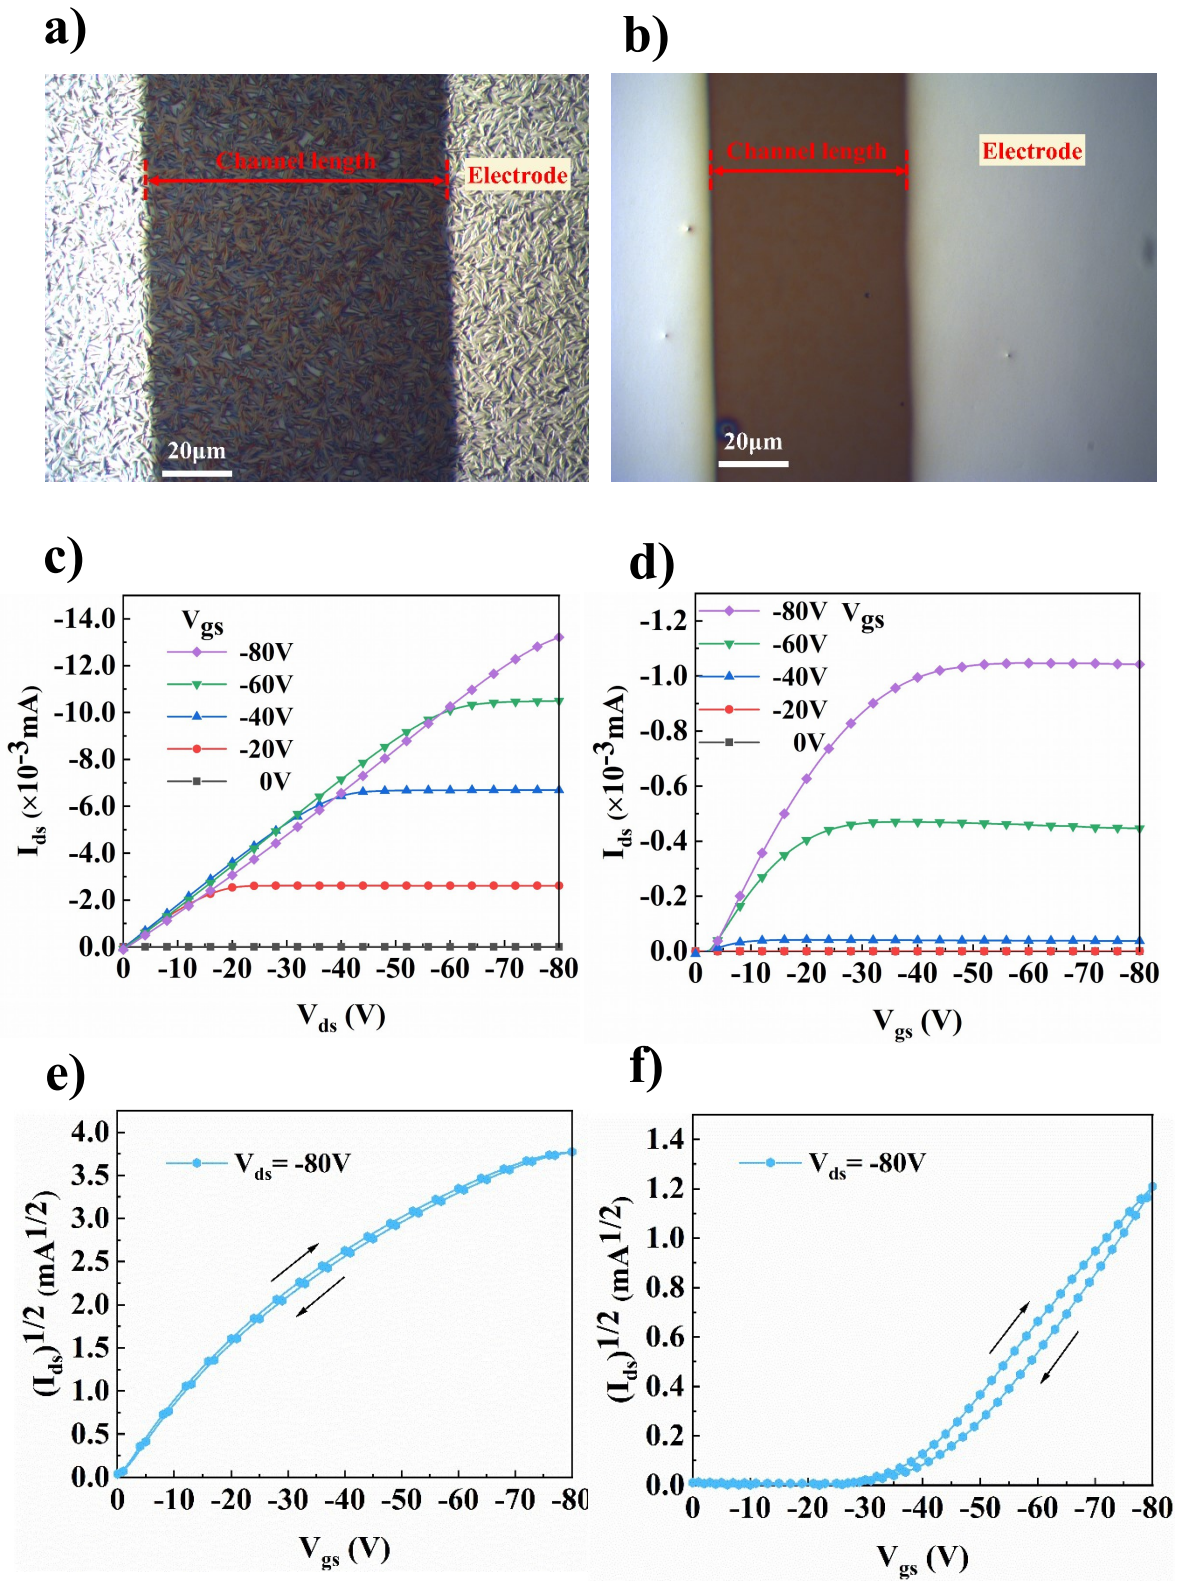 a)
b)
Channel length
Electrode
20μm
Channel length
Electrode
20μm
c)
Vgs
-80V
-60V
-40V
-20V
0V
-14.0
-12.0
-10.0
-8.0
-6.0
-4.0
-2.0
0.0
Ids (×10-3mA)
0 -10 -20 -30 -40 -50 -60 -70 -80
Vds (V)
d)
-80V Vgs
-60V
-40V
-20V
0V
-1.2
-1.0
-0.8
-0.6
-0.4
-0.2
0.0
Ids (×10-3mA)
0 -10 -20 -30 -40 -50 -60 -70 -80
Vgs (V)
e)
Vds= -80V
4.0
3.5
3.0
2.5
2.0
1.5
1.0
0.5
0.0
(Ids)1/2 (mA1/2)
0 -10 -20 -30 -40 -50 -60 -70 -80
Vgs (V)
f)
Vds= -80V
1.4
1.2
1.0
0.8
0.6
0.4
0.2
0.0
(Ids)1/2 (mA1/2)
0 -10 -20 -30 -40 -50 -60 -70 -80
Vgs (V)